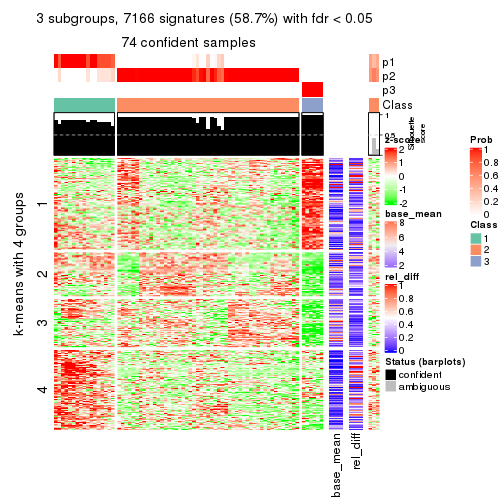 3 subgroups, 7166 signatures (58.7%) with fdr < 0.05
74 confident samples
p1
p2
p3
Class
1
0.5
Silhouette
score
k-means with 4 groups
1
2
3
4
base_mean
rel_diff
z-score
2
1
0
-1
-2
base_mean
8
6
4
2
rel_diff
1
0.8
0.6
0.4
0.2
0
Status (barplots)
confident
ambiguous
Prob
1
0.8
0.6
0.4
0.2
0
Class
1
2
3